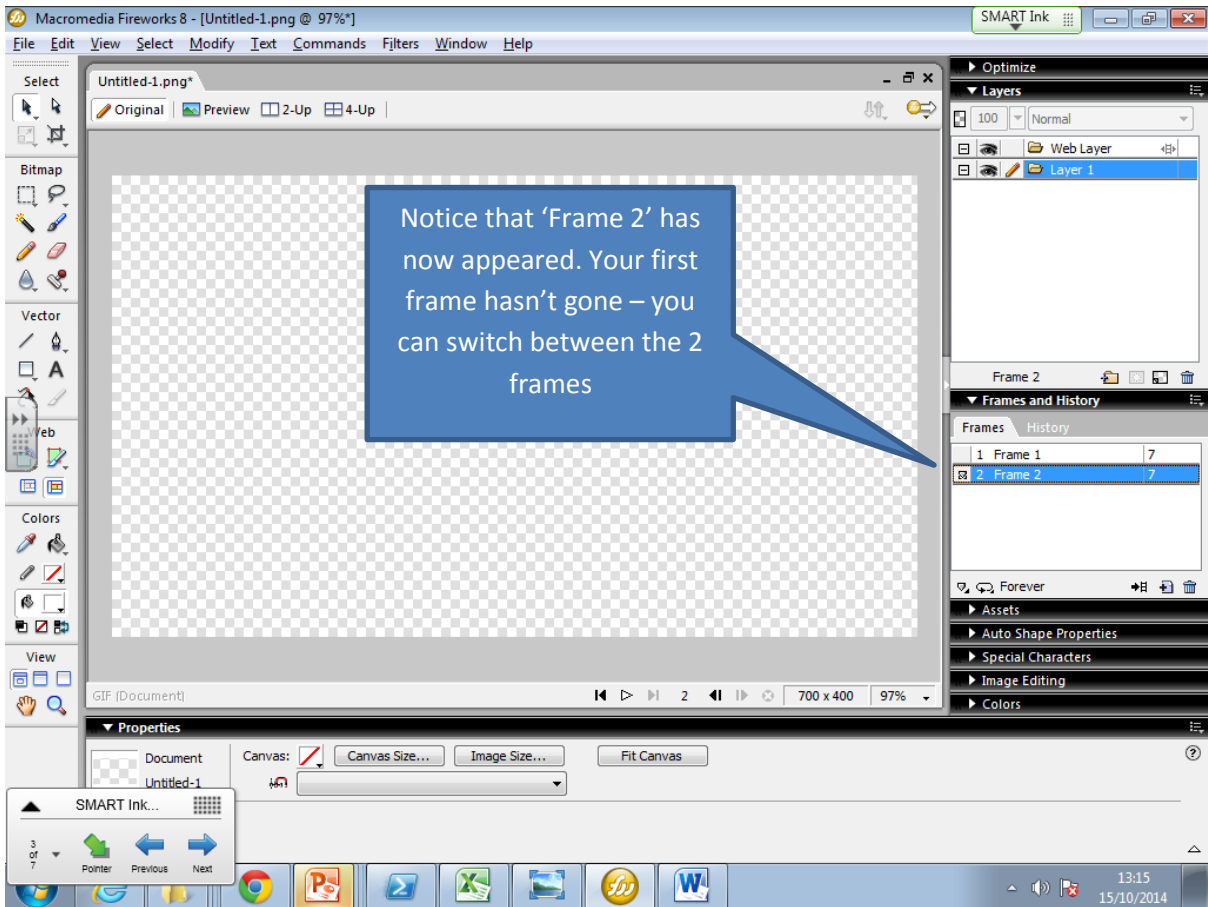 Macromedia Fireworks 8 - [Untitled-1.png @ 97%*]
SMART Ink
File Edit View Select Modify Text Commands Filters Window Help
Select
Untitled-1.png*
Original Preview 2-Up 4-Up
Bitmap
Vector
Web
Colors
View
Notice that ‘Frame 2’ has
now appeared. Your first
frame hasn’t gone – you
can switch between the 2
frames
GIF (Document)
2
700 x 400
97%
Optimize
Layers
100 Normal
Web Layer
Layer 1
Frame 2
Frames and History
Frames History
1 Frame 1 7
2 Frame 2 7
Forever
Assets
Auto Shape Properties
Special Characters
Image Editing
Colors
Properties
Document
Untitled-1
Canvas: Canvas Size... Image Size... Fit Canvas
SMART Ink...
3
of
7
Pointer Previous Next
13:15
15/10/2014